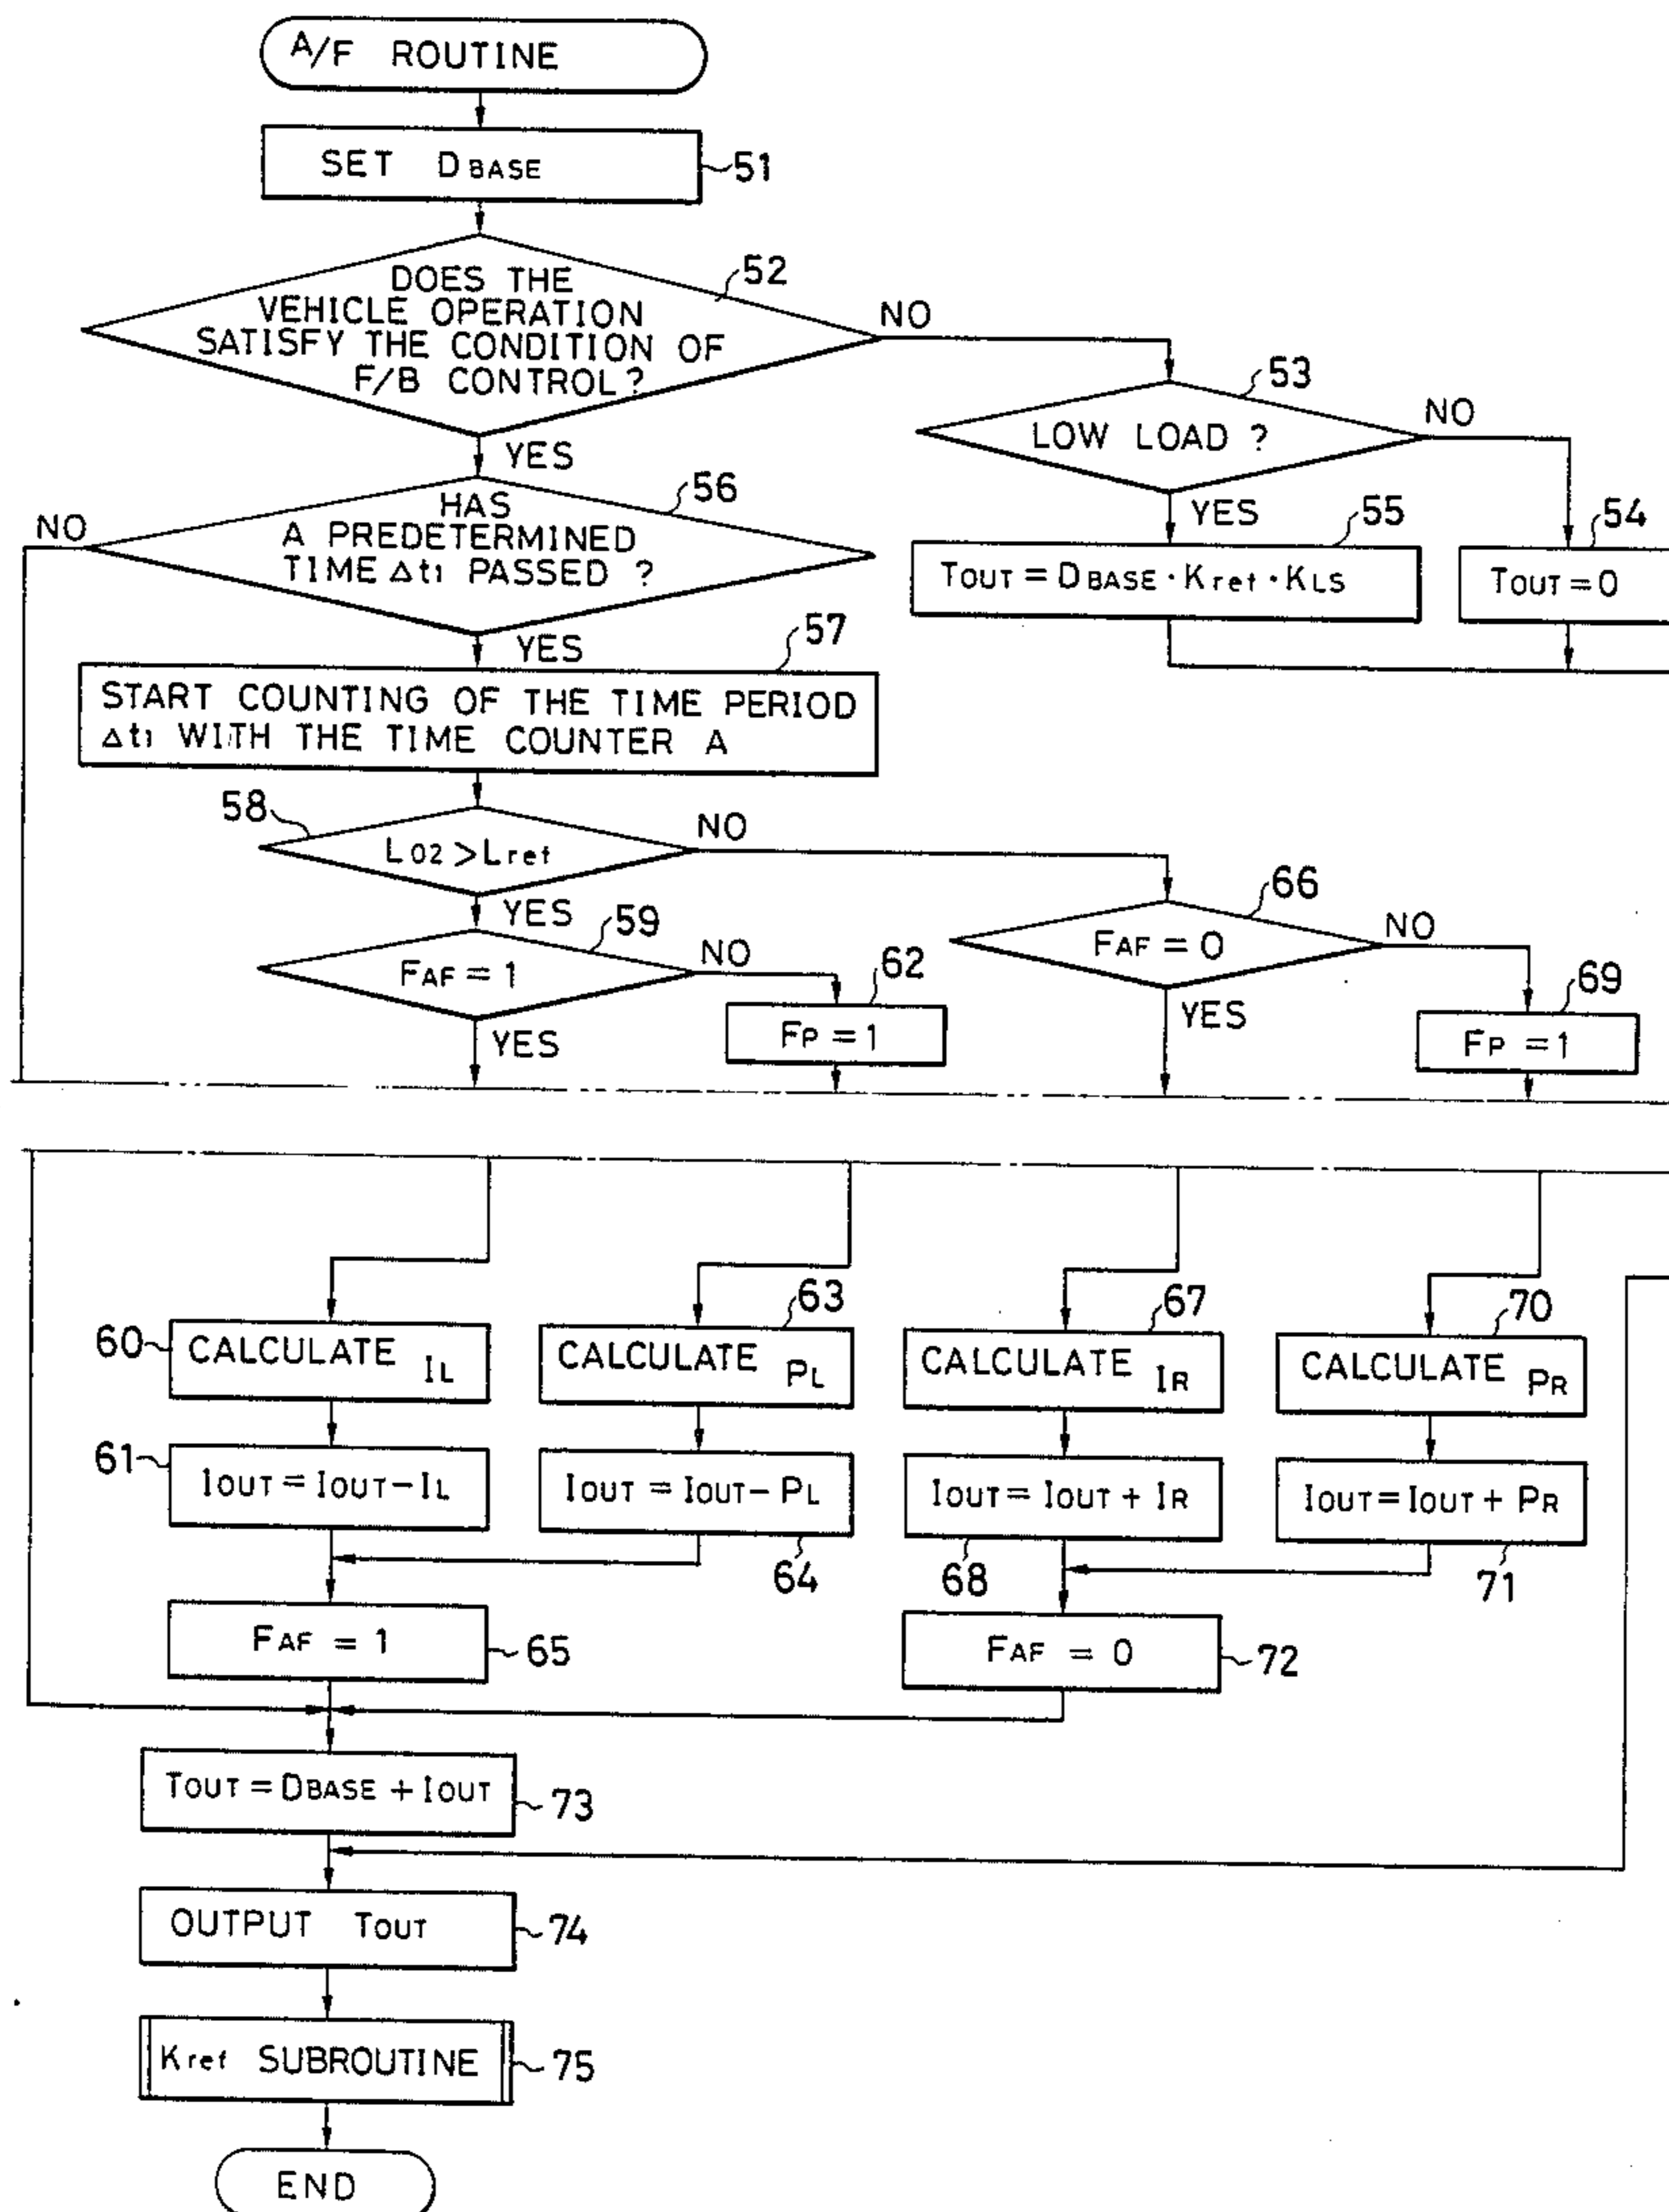 A/F ROUTINE
SET DBASE
51
DOES THE
VEHICLE OPERATION
SATISFY THE CONDITION OF
F/B CONTROL?
52
NO
YES
LOW LOAD ?
53
NO
YES
TOUT = DBASE · Kref · KLS
55
TOUT = 0
54
HAS
A PREDETERMINED
TIME Δt1 PASSED ?
56
NO
YES
START COUNTING OF THE TIME PERIOD
Δt1 WITH THE TIME COUNTER A
57
58
LO2 > Lref
NO
YES
FAF = 1
59
NO
YES
FP = 1
62
FAF = 0
66
NO
YES
FP = 1
69
60
CALCULATE IL
CALCULATE PL
63
CALCULATE IR
67
CALCULATE PR
70
61
IOUT = IOUT - IL
IOUT = IOUT - PL
64
IOUT = IOUT + IR
68
IOUT = IOUT + PR
71
FAF = 1
65
FAF = 0
72
TOUT = DBASE + IOUT
73
OUTPUT TOUT
74
Kref SUBROUTINE
75
END